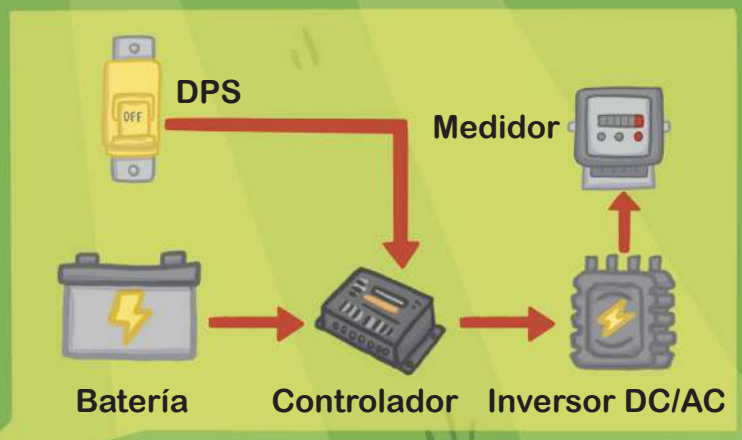 DPS
OFF
Medidor
Batería
Controlador
Inversor DC/AC